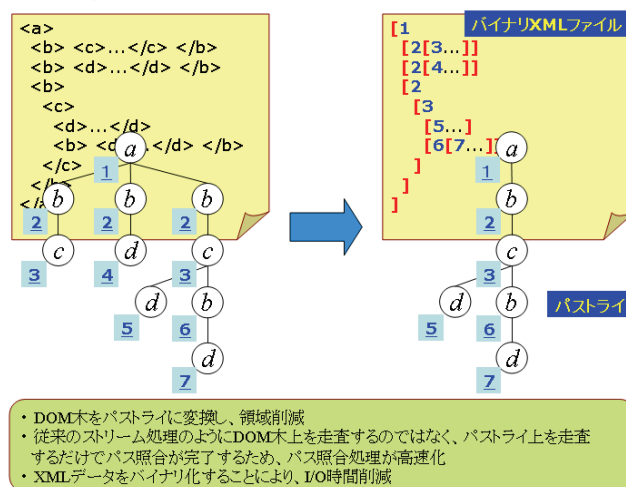 <a>
<b> <c>...</c> </b>
<b> <d>...</d> </b>
<b>
<c>
<d>...</d>
<b> <d>...</d> </b>
</c>
a
1
b b b
2 2 2
c d c
3 4 3
d b
5 6
d
7
バイナリXMLファイル
[1
[2[3...]]
[2[4...]]
[2
[3
[5...]
[6[7...]]
]
]
]
a
1
b
2
c
3
d b
5 6
d
7
パストライ
・ DOM木をパストライに変換し、領域削減
・ 従来のストリーム処理のようにDOM木上を走査するのではなく、パストライ上を走査
するだけでパス照合が完了するため、パス照合処理が高速化
・ XMLデータをバイナリ化することにより、I/O時間削減